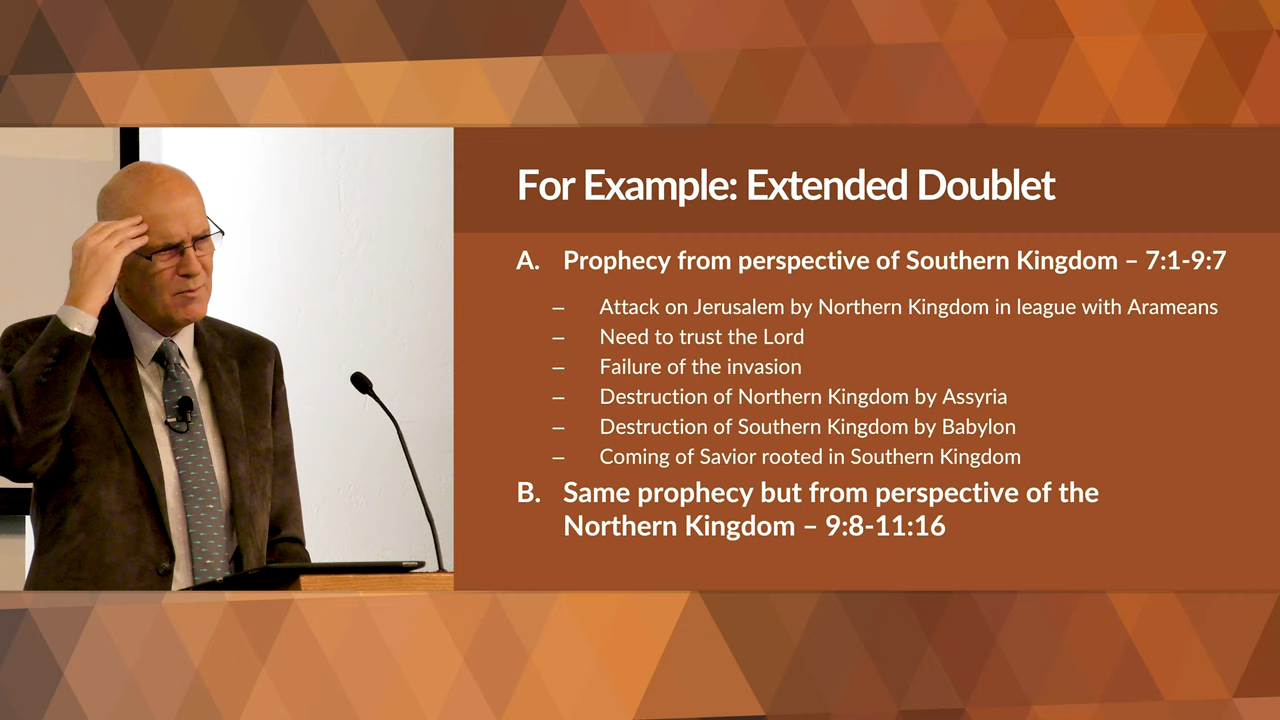 For Example: Extended Doublet
A. Prophecy from perspective of Southern Kingdom – 7:1-9:7
– Attack on Jerusalem by Northern Kingdom in league with Arameans
– Need to trust the Lord
– Failure of the invasion
– Destruction of Northern Kingdom by Assyria
– Destruction of Southern Kingdom by Babylon
– Coming of Savior rooted in Southern Kingdom
B. Same prophecy but from perspective of the
Northern Kingdom – 9:8-11:16